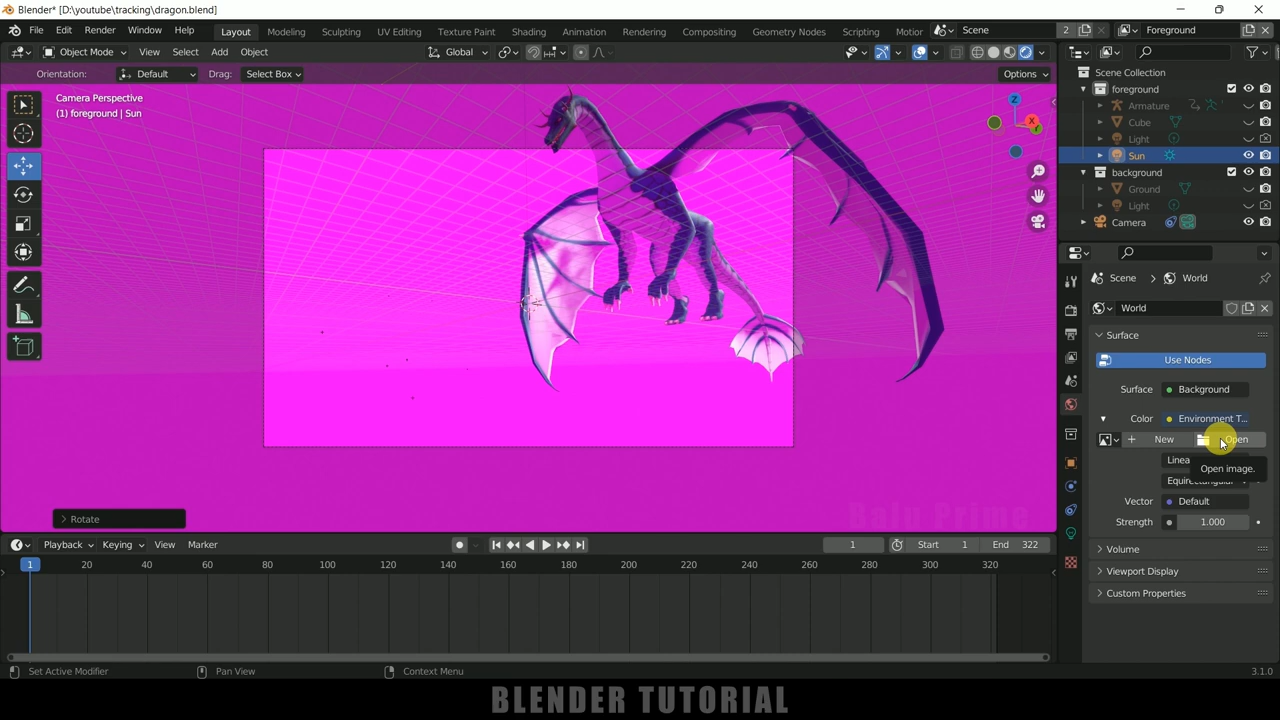 Blender* [D:\youtube\tracking\dragon.blend]
File Edit Render Window Help Layout Modeling Sculpting UV Editing Texture Paint Shading Animation Rendering Compositing Geometry Nodes Scripting Motior Scene 2 Foreground
Object Mode View Select Add Object Global
Orientation: Default Drag: Select Box Options
Camera Perspective
(1) foreground | Sun
Z
X
Y
Scene Collection
foreground
Armature
Cube
Light
Sun
background
Ground
Light
Camera
Scene > World
World
Surface
Use Nodes
Surface Background
Color Environment T...
New Open
Linea
Open image.
Equirectangular
Vector Default
Strength 1.000
Volume
Viewport Display
Custom Properties
Rotate
Balu Prime
Playback Keying View Marker 1 Start 1 End 322
1 20 40 60 80 100 120 140 160 180 200 220 240 260 280 300 320
Set Active Modifier Pan View Context Menu 3.1.0
BLENDER TUTORIAL